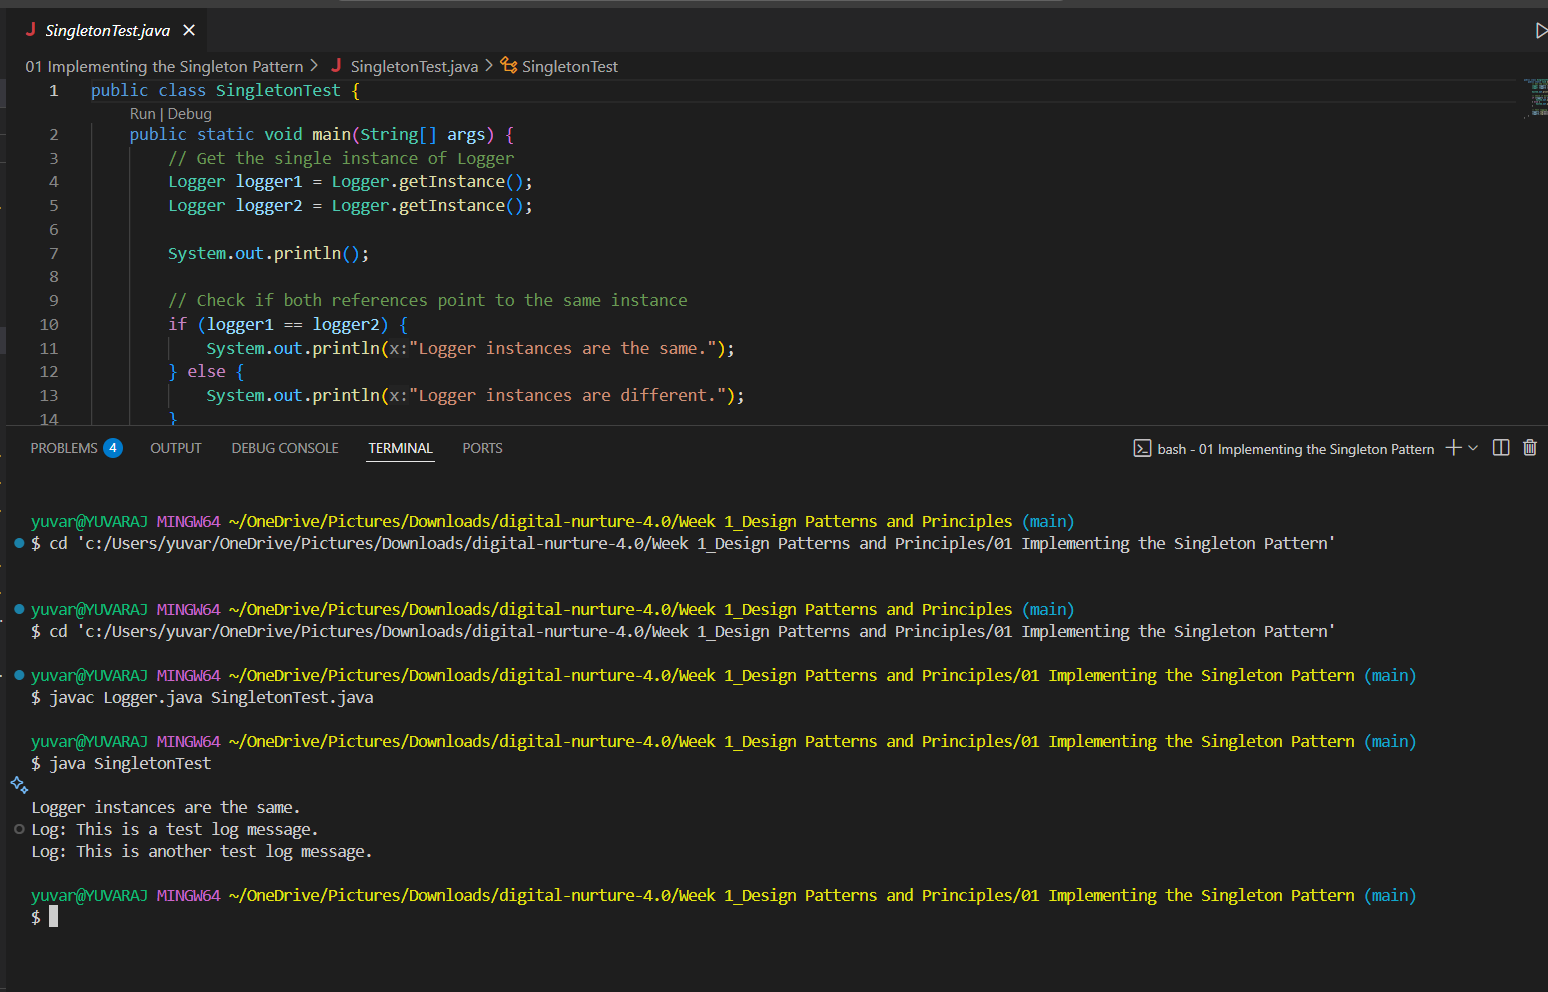 J SingletonTest.java ×
01 Implementing the Singleton Pattern > J SingletonTest.java > SingletonTest
1 public class SingletonTest {
Run | Debug
2 public static void main(String[] args) {
3 // Get the single instance of Logger
4 Logger logger1 = Logger.getInstance();
5 Logger logger2 = Logger.getInstance();
6
7 System.out.println();
8
9 // Check if both references point to the same instance
10 if (logger1 == logger2) {
11 System.out.println(x:"Logger instances are the same.");
12 } else {
13 System.out.println(x:"Logger instances are different.");
14 }
PROBLEMS 4 OUTPUT DEBUG CONSOLE TERMINAL PORTS bash - 01 Implementing the Singleton Pattern
yuvar@YUVARAJ MINGW64 ~/OneDrive/Pictures/Downloads/digital-nurture-4.0/Week 1_Design Patterns and Principles (main)
$ cd 'c:/Users/yuvar/OneDrive/Pictures/Downloads/digital-nurture-4.0/Week 1_Design Patterns and Principles/01 Implementing the Singleton Pattern'
yuvar@YUVARAJ MINGW64 ~/OneDrive/Pictures/Downloads/digital-nurture-4.0/Week 1_Design Patterns and Principles (main)
$ cd 'c:/Users/yuvar/OneDrive/Pictures/Downloads/digital-nurture-4.0/Week 1_Design Patterns and Principles/01 Implementing the Singleton Pattern'
yuvar@YUVARAJ MINGW64 ~/OneDrive/Pictures/Downloads/digital-nurture-4.0/Week 1_Design Patterns and Principles/01 Implementing the Singleton Pattern (main)
$ javac Logger.java SingletonTest.java
yuvar@YUVARAJ MINGW64 ~/OneDrive/Pictures/Downloads/digital-nurture-4.0/Week 1_Design Patterns and Principles/01 Implementing the Singleton Pattern (main)
$ java SingletonTest
Logger instances are the same.
Log: This is a test log message.
Log: This is another test log message.
yuvar@YUVARAJ MINGW64 ~/OneDrive/Pictures/Downloads/digital-nurture-4.0/Week 1_Design Patterns and Principles/01 Implementing the Singleton Pattern (main)
$